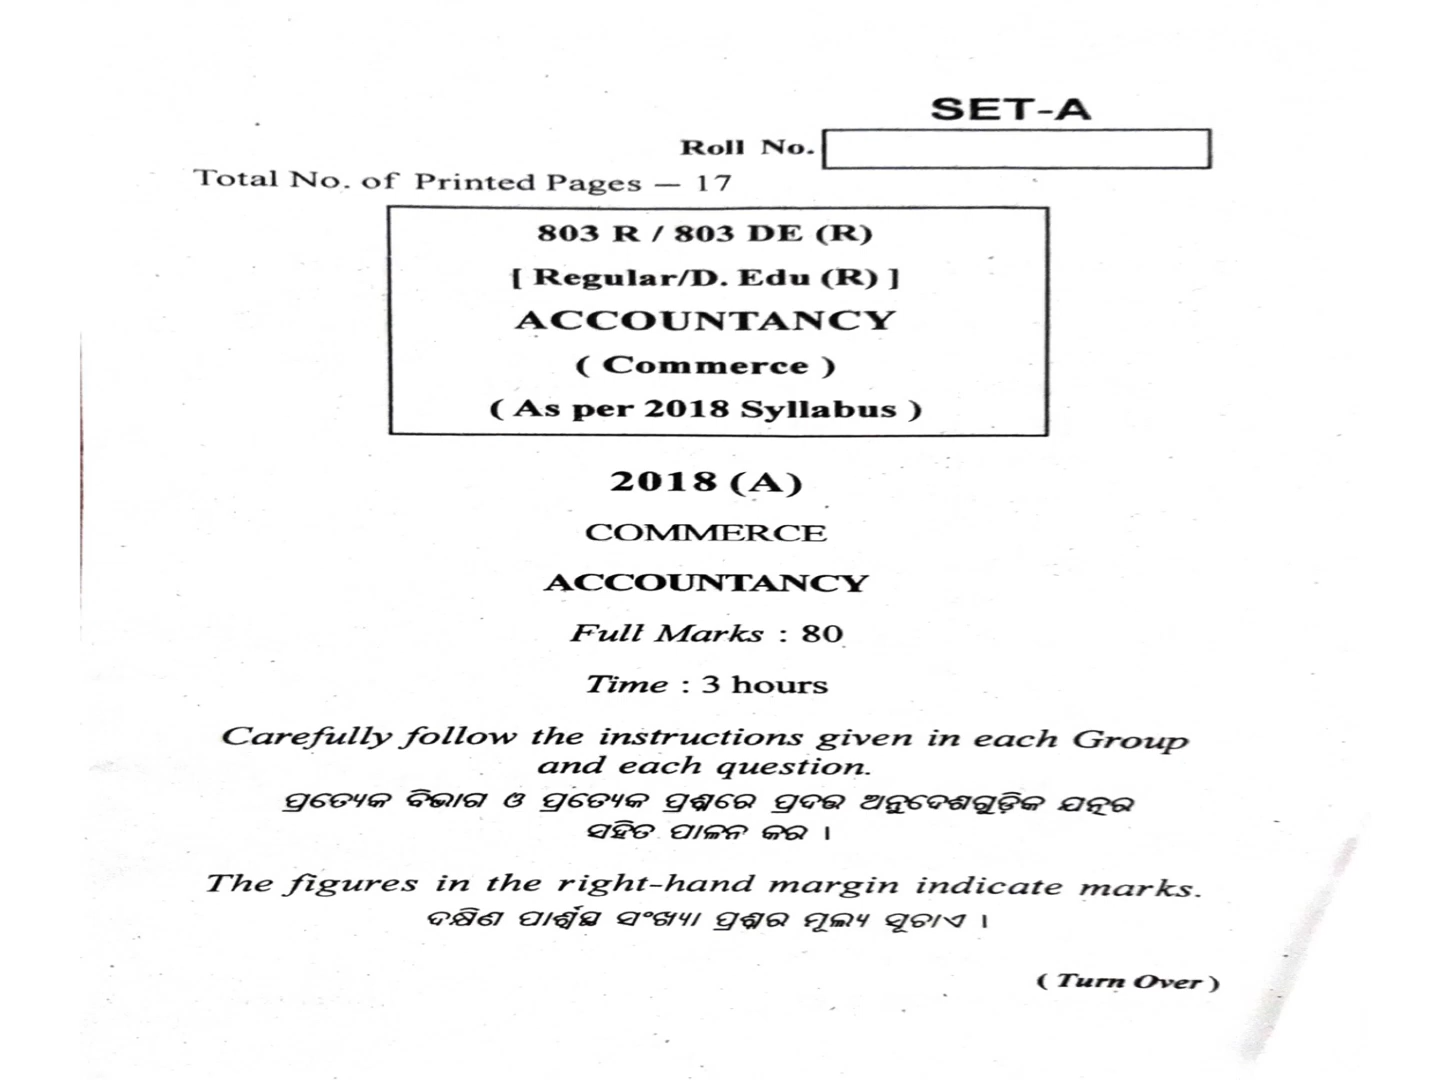 SET-A
Roll No.
Total No. of Printed Pages — 17
803 R / 803 DE (R)
[ Regular/D. Edu (R) ]
ACCOUNTANCY
( Commerce )
( As per 2018 Syllabus )
2018 (A)
COMMERCE
ACCOUNTANCY
Full Marks : 80
Time : 3 hours
Carefully follow the instructions given in each Group
and each question.
ପ୍ରତ୍ୟେକ ବିଭାଗ ଓ ପ୍ରତ୍ୟେକ ପ୍ରଶ୍ନରେ ପ୍ରଦତ୍ତ ଅନୁଦେଶଗୁଡ଼ିକ ଯତ୍ନର
ସହିତ ପାଳନ କର ।
The figures in the right-hand margin indicate marks.
ଦକ୍ଷିଣ ପାର୍ଶ୍ୱସ୍ଥ ସଂଖ୍ୟା ପ୍ରଶ୍ନର ମୂଲ୍ୟ ସୂଚାଏ ।
( Turn Over )